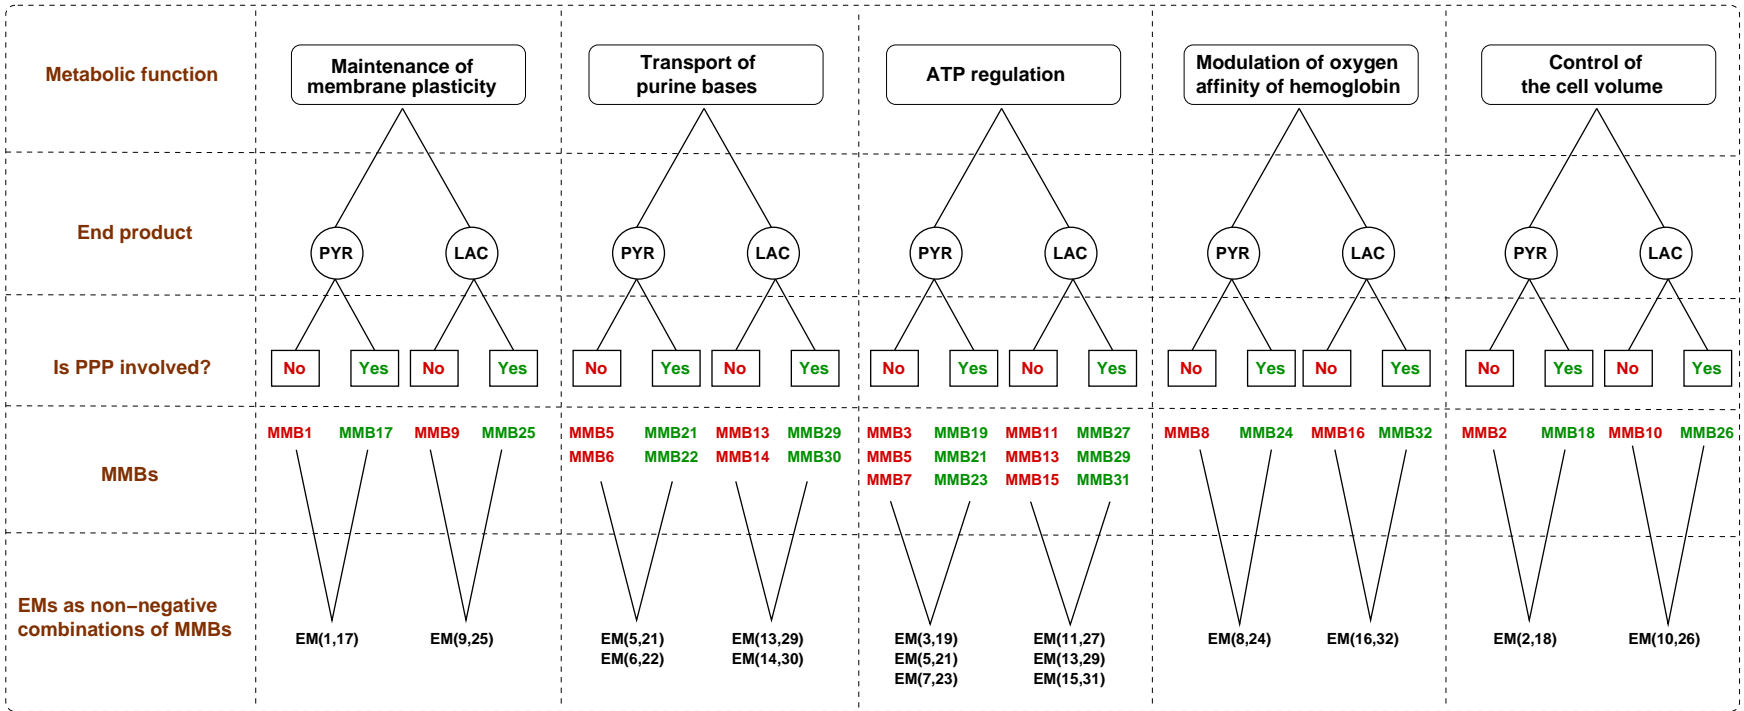 Metabolic function
Maintenance of
membrane plasticity
Transport of
purine bases
ATP regulation
Modulation of oxygen
affinity of hemoglobin
Control of
the cell volume
End product
PYR
LAC
PYR
LAC
PYR
LAC
PYR
LAC
PYR
LAC
Is PPP involved?
No
Yes
No
Yes
No
Yes
No
Yes
No
Yes
No
Yes
No
Yes
No
Yes
No
Yes
No
Yes
MMBs
MMB1 MMB17 MMB9 MMB25
MMB5 MMB21 MMB13 MMB29
MMB6 MMB22 MMB14 MMB30
MMB3 MMB19 MMB11 MMB27
MMB5 MMB21 MMB13 MMB29
MMB7 MMB23 MMB15 MMB31
MMB8 MMB24 MMB16 MMB32
MMB2 MMB18 MMB10 MMB26
EMs as non−negative
combinations of MMBs
EM(1,17)
EM(9,25)
EM(5,21)
EM(6,22)
EM(13,29)
EM(14,30)
EM(3,19)
EM(5,21)
EM(7,23)
EM(11,27)
EM(13,29)
EM(15,31)
EM(8,24)
EM(16,32)
EM(2,18)
EM(10,26)